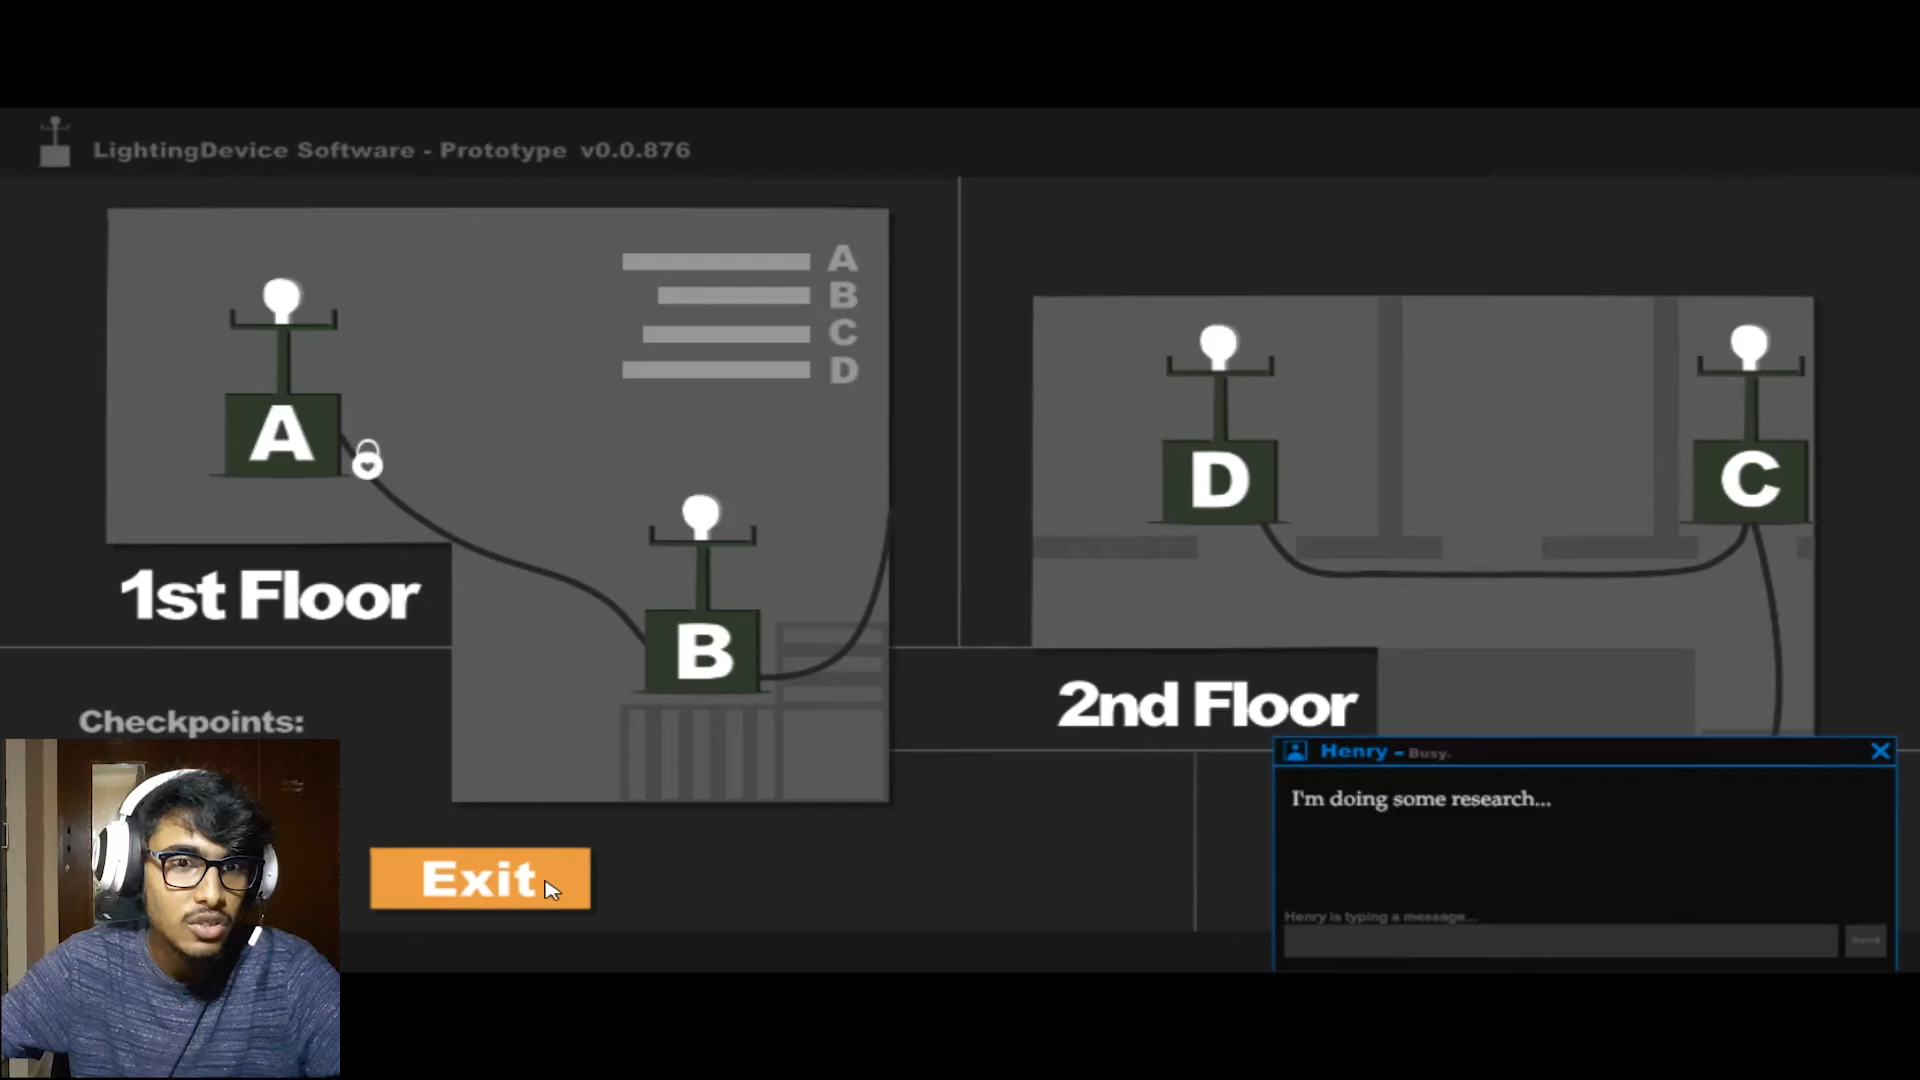 LightingDevice Software - Prototype v0.0.876
A
B
C
D
A
B
1st Floor
D
C
2nd Floor
Checkpoints:
Exit
Henry - Busy.
I'm doing some research...
Henry is typing a message...
Send